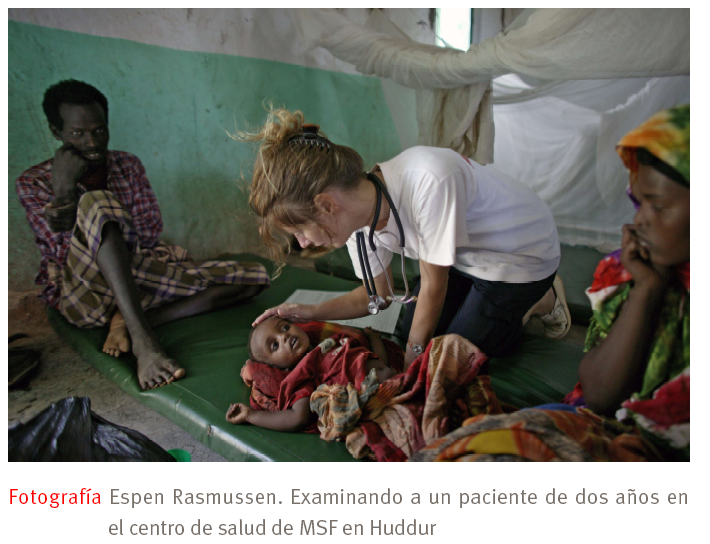 Fotografía Espen Rasmussen. Examinando a un paciente de dos años en
el centro de salud de MSF en Huddur